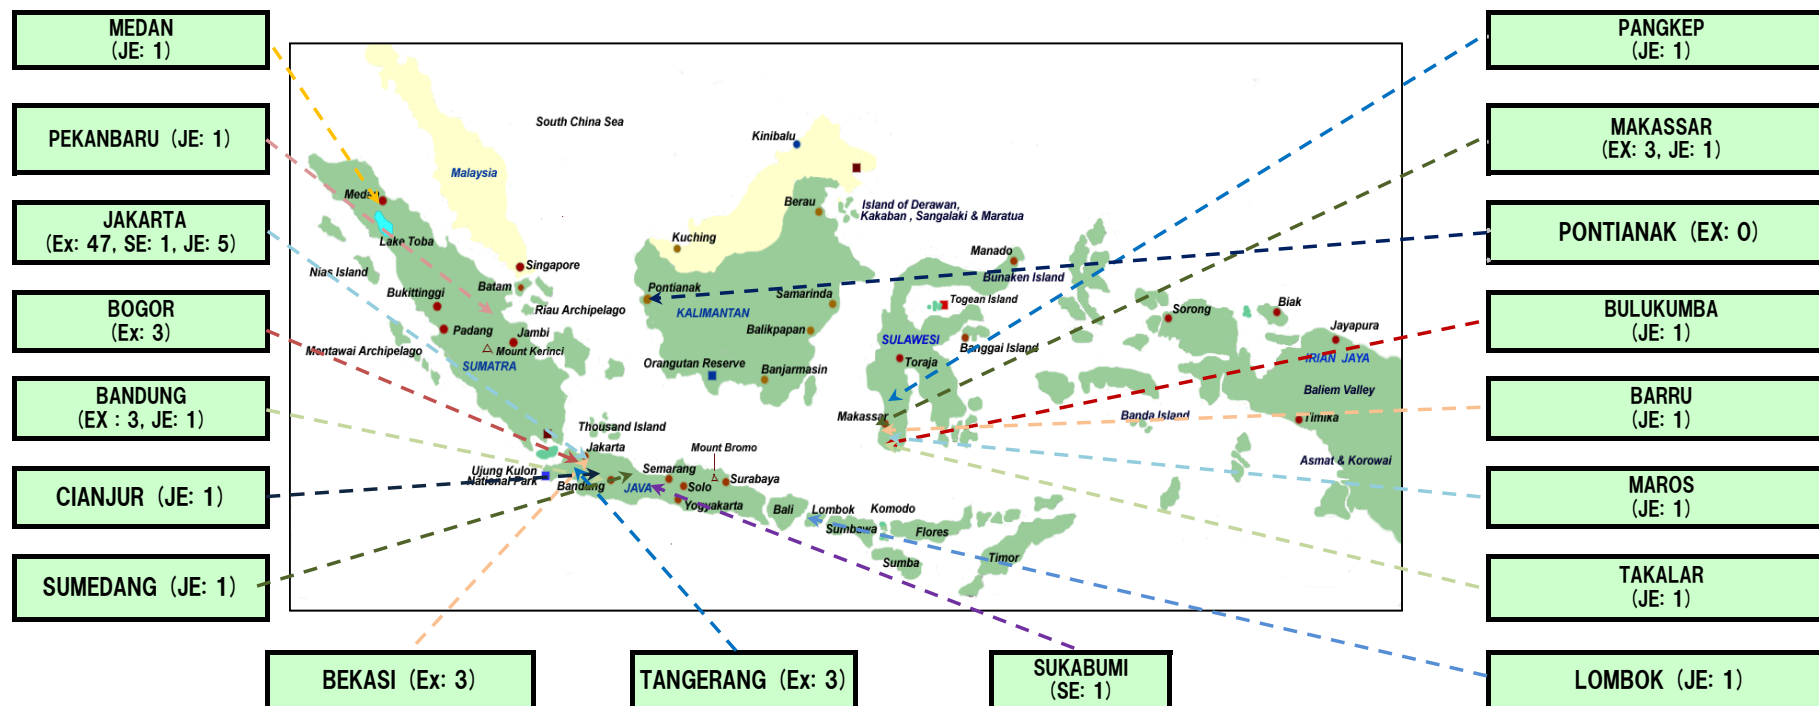 MEDAN
(JE: 1)
PEKANBARU (JE: 1)
JAKARTA
(Ex: 47, SE: 1, JE: 5)
BOGOR
(Ex: 3)
BANDUNG
(EX : 3, JE: 1)
CIANJUR (JE: 1)
SUMEDANG (JE: 1)
BEKASI (Ex: 3)
TANGERANG (Ex: 3)
SUKABUMI
(SE: 1)
PANGKEP
(JE: 1)
MAKASSAR
(EX: 3, JE: 1)
PONTIANAK (EX: 0)
BULUKUMBA
(JE: 1)
BARRU
(JE: 1)
MAROS
(JE: 1)
TAKALAR
(JE: 1)
LOMBOK (JE: 1)
South China Sea
Kinibalu
Malaysia
Medan
Berau
Island of Derawan,
Kakaban , Sangalaki & Maratua
Lake Toba
Kuching
Manado
Nias Island
Singapore
Bunaken Island
Batam
Pontianak
Bukittinggi
Samarinda
Togean Island
Biak
Riau Archipelago
KALIMANTAN
Sorong
Padang
Jambi
Balikpapan
Jayapura
Mentawai Archipelago
Mount Kerinci
SULAWESI
Banggai Island
IRIAN JAYA
SUMATRA
Orangutan Reserve
Toraja
Banjarmasin
Baliem Valley
Makassar
Banda Island
Timika
Thousand Island
Jakarta
Mount Bromo
Asmat & Korowai
Ujung Kulon
National Park
Semarang
Surabaya
Bandung
JAVA
Solo
Yogyakarta
Bali
Lombok
Komodo
Sumbawa
Flores
Sumba
Timor